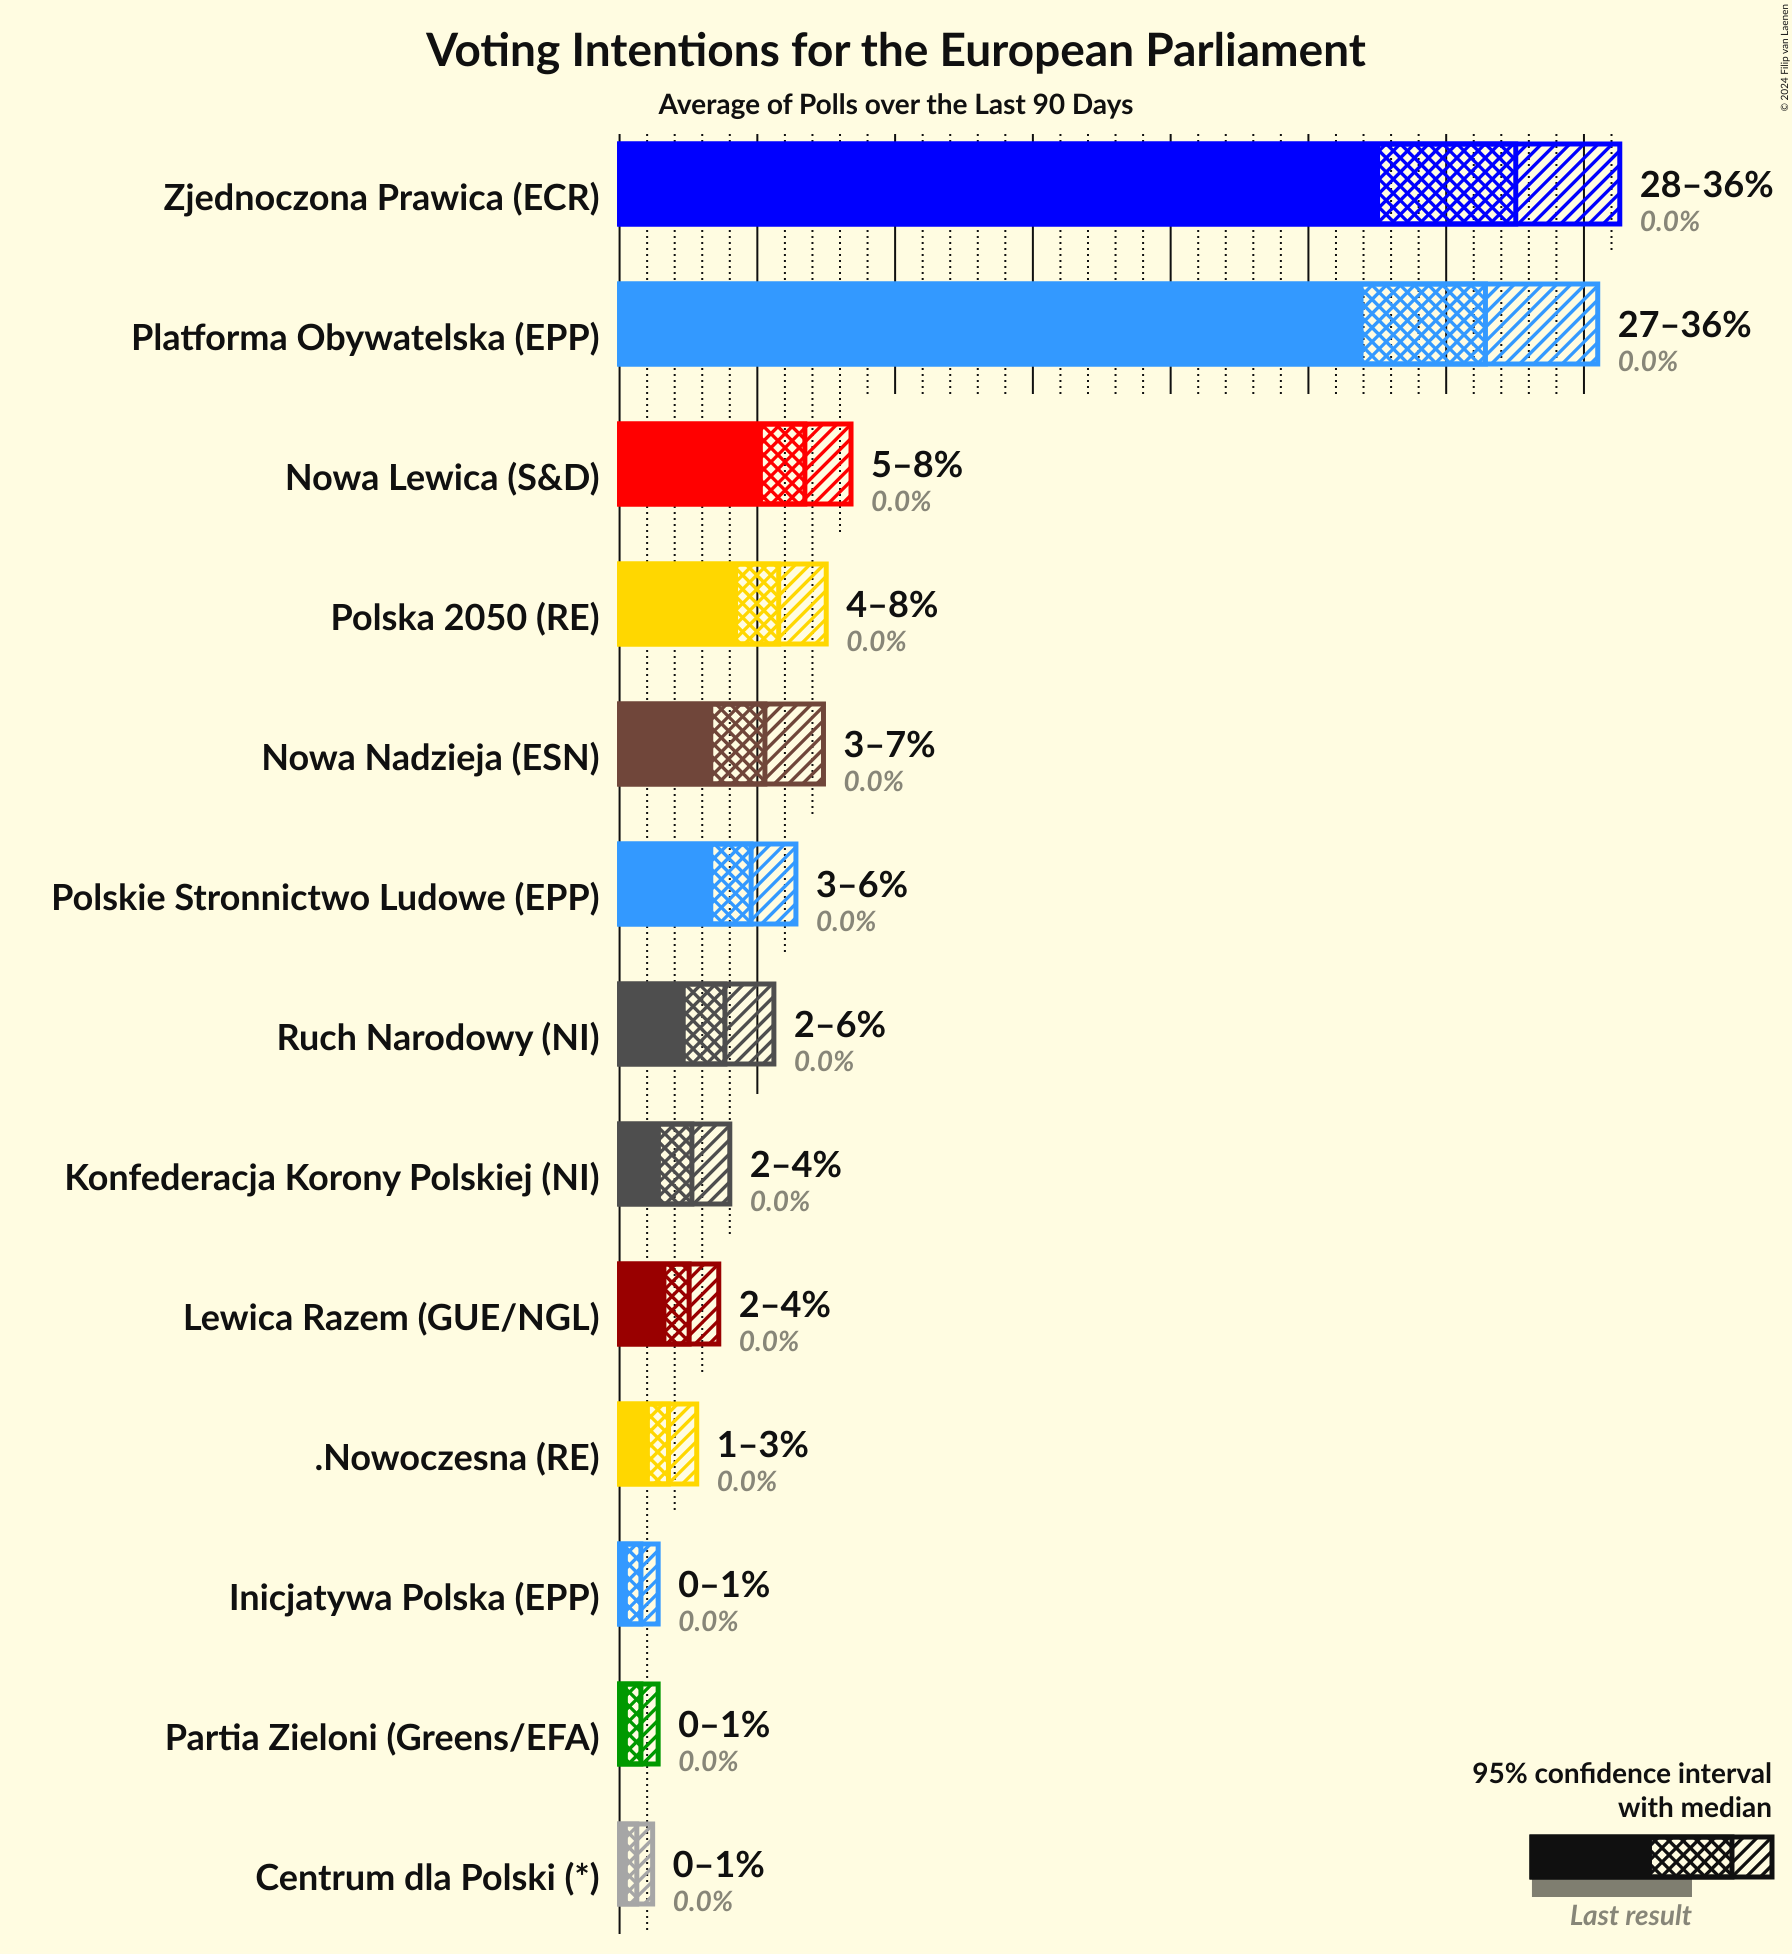 Voting Intentions for the European Parliament
Average of Polls over the Last 90 Days
© 2024 Filip van Laenen
Zjednoczona Prawica (ECR)
28–36%
0.0%
Platforma Obywatelska (EPP)
27–36%
0.0%
Nowa Lewica (S&D)
5–8%
0.0%
Polska 2050 (RE)
4–8%
0.0%
Nowa Nadzieja (ESN)
3–7%
0.0%
Polskie Stronnictwo Ludowe (EPP)
3–6%
0.0%
Ruch Narodowy (NI)
2–6%
0.0%
Konfederacja Korony Polskiej (NI)
2–4%
0.0%
Lewica Razem (GUE/NGL)
2–4%
0.0%
.Nowoczesna (RE)
1–3%
0.0%
Inicjatywa Polska (EPP)
0–1%
0.0%
Partia Zieloni (Greens/EFA)
0–1%
0.0%
Centrum dla Polski (*)
0–1%
0.0%
95% confidence interval
with median
Last result